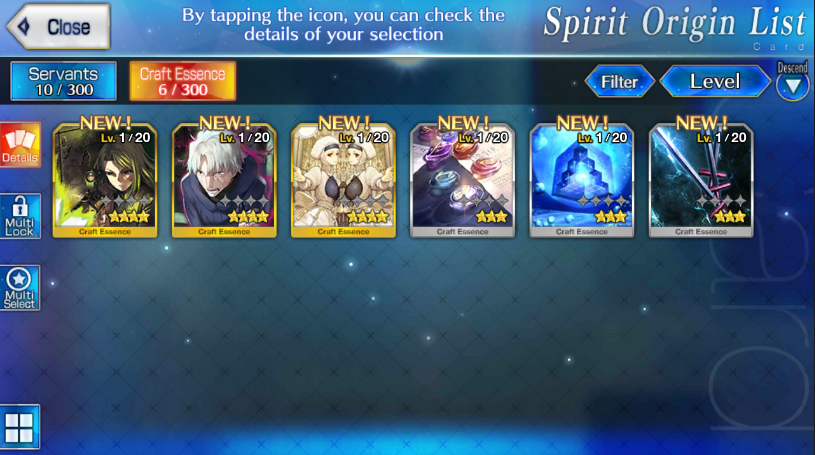 Close
By tapping the icon, you can check the
details of your selection
Spirit Origin List
Card
Servants
10 / 300
Craft Essence
6 / 300
Filter
Level
Descend
Details
Multi
Lock
Multi
Select
NEW!
Lv. 1/20
Craft Essence
NEW!
Lv. 1/20
Craft Essence
NEW!
Lv. 1/20
Craft Essence
NEW!
Lv. 1/20
Craft Essence
NEW!
Lv. 1/20
Craft Essence
NEW!
Lv. 1/20
Craft Essence